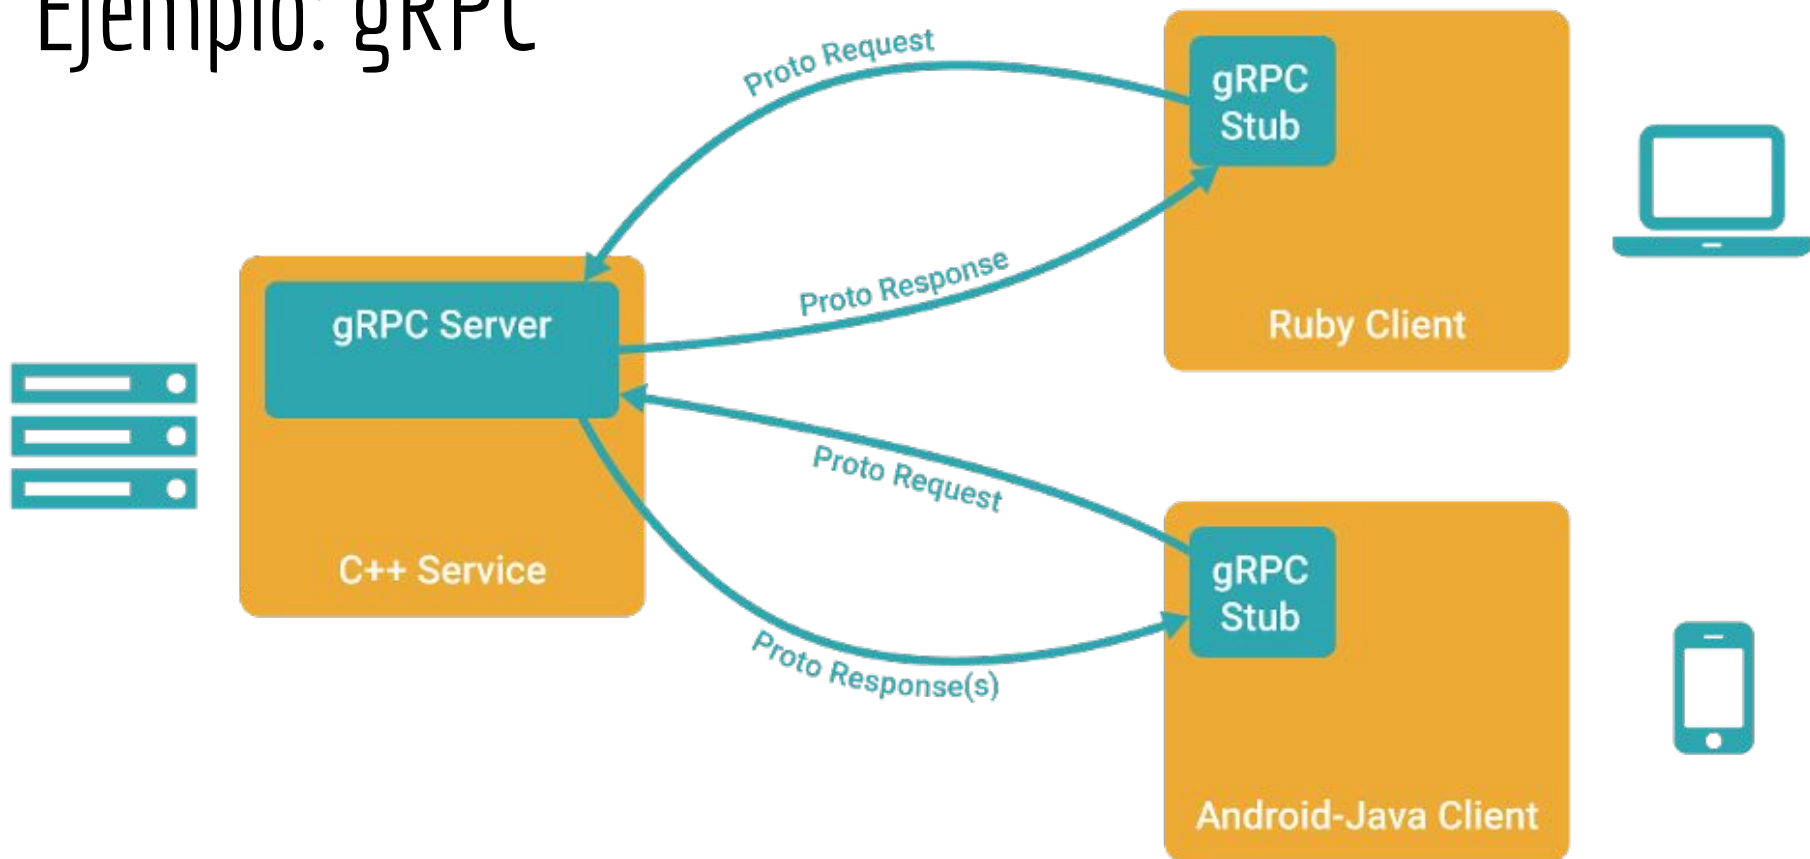 Ejemplo: gRPC
Proto Request
gRPC
Stub
Proto Response
Ruby Client
gRPC Server
C++ Service
Proto Request
gRPC
Stub
Proto Response(s)
Android-Java Client